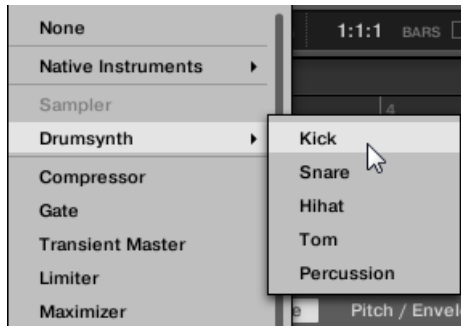 None
1:1:1 BARS
Native Instruments
Sampler
4
Drumsynth
Kick
Snare
Compressor
Hihat
Gate
Tom
Transient Master
Percussion
Limiter
Maximizer
Pitch / Envel